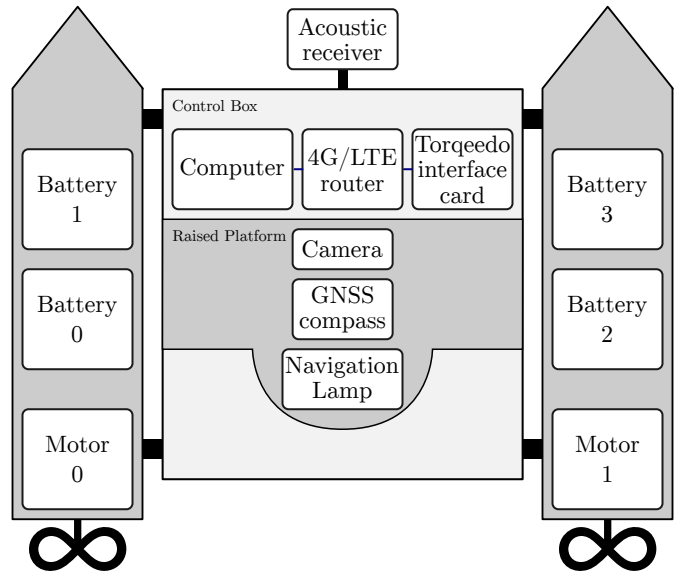 Acoustic
receiver
Control Box
Computer
4G/LTE
router
Torqeedo
interface
card
Battery
1
Battery
3
Raised Platform
Camera
Battery
0
GNSS
compass
Battery
2
Navigation
Lamp
Motor
0
Motor
1